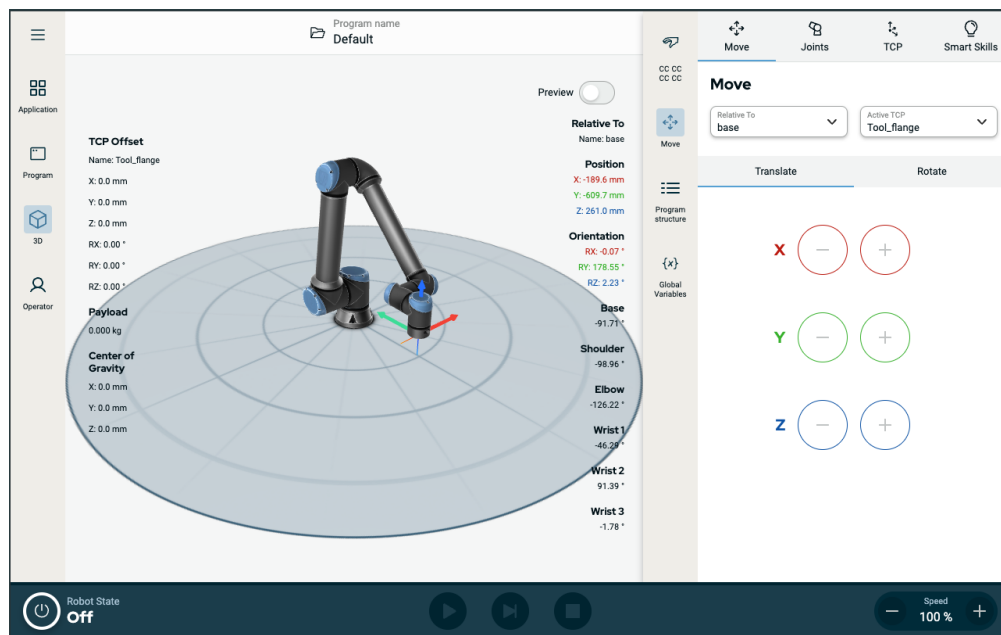 Program name
Default
Application
Program
3D
Operator
Preview
TCP Offset
Name: Tool_flange
X: 0.0 mm
Y: 0.0 mm
Z: 0.0 mm
RX: 0.00 °
RY: 0.00 °
RZ: 0.00 °
Payload
0.000 kg
Center of
Gravity
X: 0.0 mm
Y: 0.0 mm
Z: 0.0 mm
Relative To
Name: base
Position
X: -189.6 mm
Y: -609.7 mm
Z: 261.0 mm
Orientation
RX: -0.07 °
RY: 178.55 °
RZ: 2.23 °
Base
-91.71 °
Shoulder
-98.96 °
Elbow
-126.22 °
Wrist 1
-46.29 °
Wrist 2
91.39 °
Wrist 3
-1.78 °
CC CC
CC CC
Move
Program
structure
{x}
Global
Variables
Move
Joints
TCP
Smart Skills
Move
Relative To
base
Active TCP
Tool_flange
Translate
Rotate
X − +
Y − +
Z − +
Robot State
Off
Speed
− 100 % +